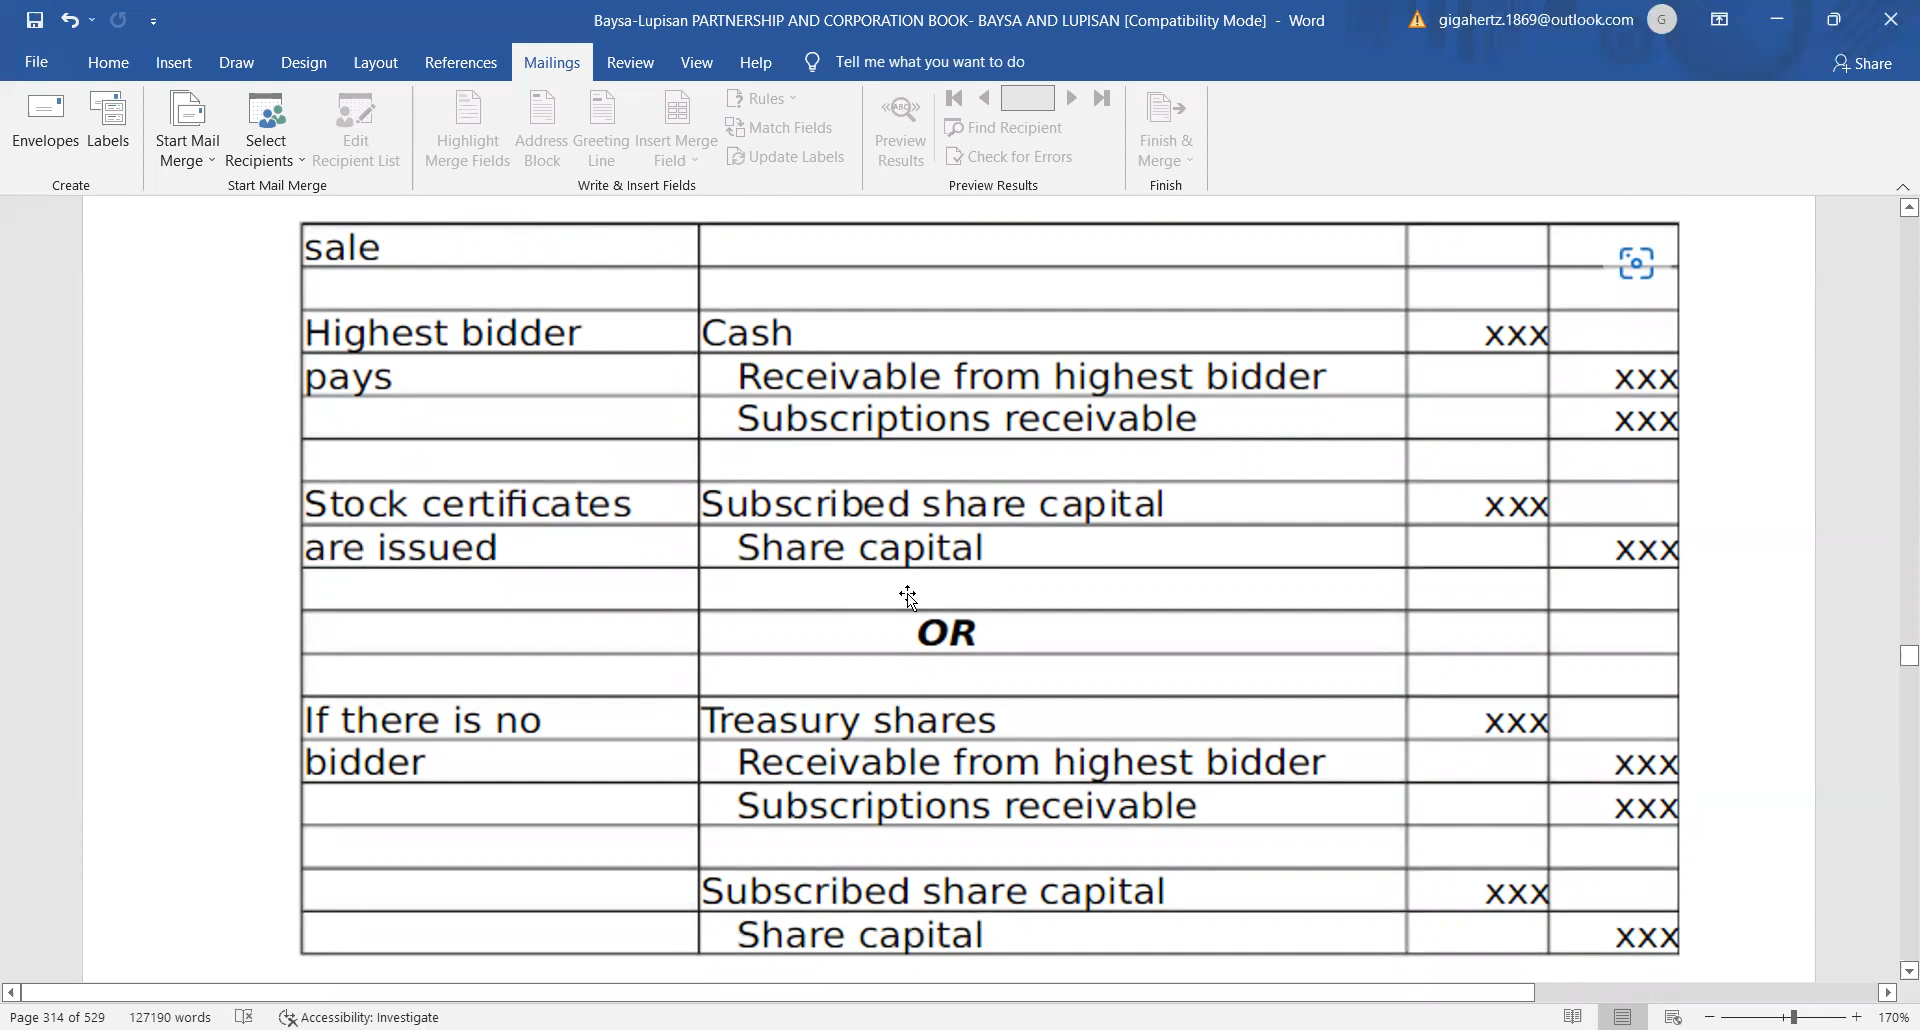 Baysa-Lupisan PARTNERSHIP AND CORPORATION BOOK- BAYSA AND LUPISAN [Compatibility Mode] - Word
gigahertz.1869@outlook.com G
File Home Insert Draw Design Layout References Mailings Review View Help Tell me what you want to do Share
Envelopes Labels
Create
Start Mail Merge
Select Recipients
Edit Recipient List
Start Mail Merge
Highlight Merge Fields
Address Block
Greeting Line
Insert Merge Field
Rules
Match Fields
Update Labels
Write & Insert Fields
ABC
Preview Results
Find Recipient
Check for Errors
Preview Results
Finish & Merge
Finish
sale
Highest bidder Cash xxx
pays Receivable from highest bidder xxx
Subscriptions receivable xxx
Stock certificates Subscribed share capital xxx
are issued Share capital xxx
OR
If there is no Treasury shares xxx
bidder Receivable from highest bidder xxx
Subscriptions receivable xxx
Subscribed share capital xxx
Share capital xxx
Page 314 of 529 127190 words Accessibility: Investigate 170%